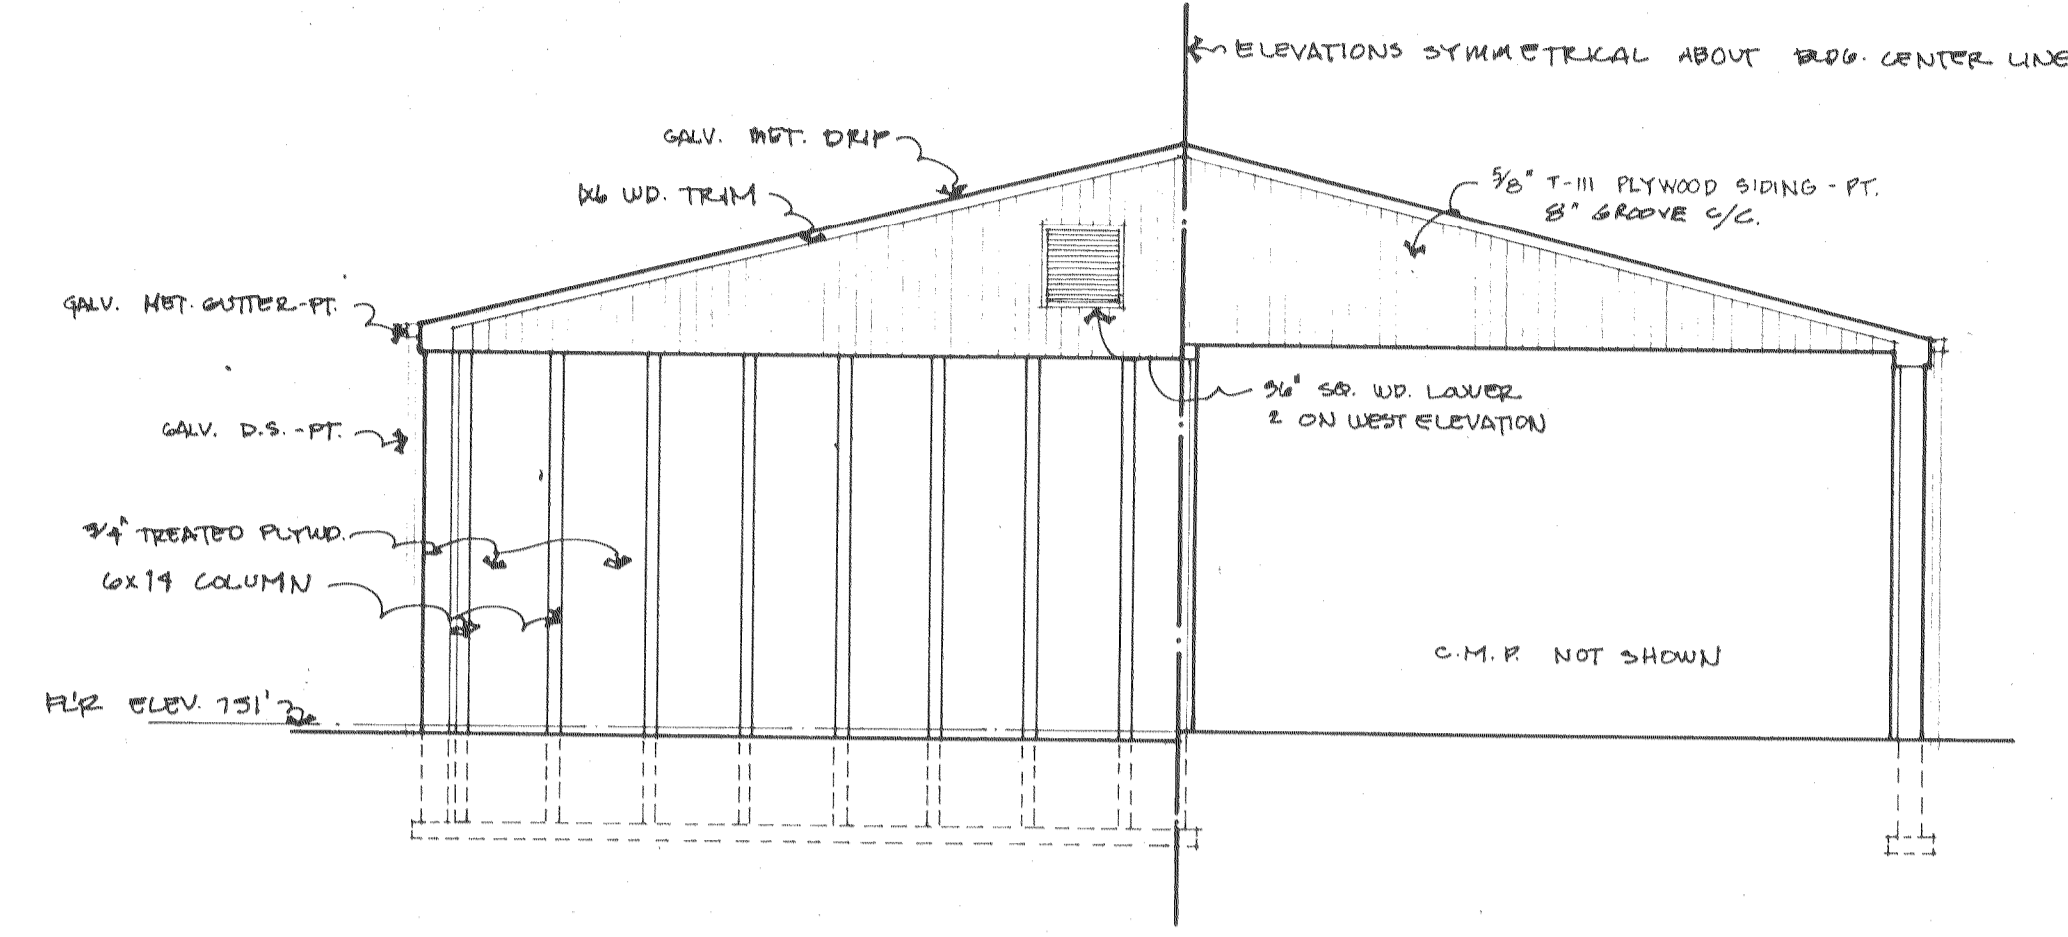 ELEVATIONS SYMMETRICAL ABOUT BLDG. CENTER LINE
GALV. MET. DRIP
1X6 WD. TRIM
5/8" T-111 PLYWOOD SIDING - PT.
8" GROOVE C/C.
GALV. MET. GUTTER-PT.
36" SQ. WD. LOUVER
2 ON WEST ELEVATION
GALV. D.S.-PT.
3/4" TREATED PLYWD.
6X14 COLUMN
C.M.P. NOT SHOWN
FL'R ELEV. 751'